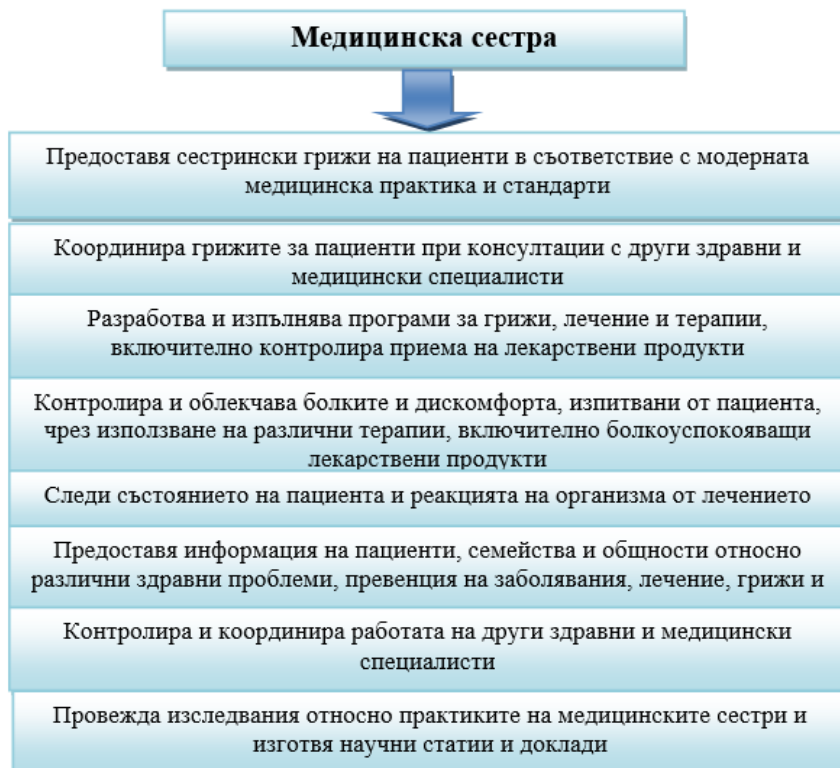 Медицинска сестра
Предоставя сестрински грижи на пациенти в съответствие с модерната
медицинска практика и стандарти
Координира грижите за пациенти при консултации с други здравни и
медицински специалисти
Разработва и изпълнява програми за грижи, лечение и терапии,
включително контролира приема на лекарствени продукти
Контролира и облекчава болките и дискомфорта, изпитвани от пациента,
чрез използване на различни терапии, включително болкоуспокояващи
лекарствени продукти
Следи състоянието на пациента и реакцията на организма от лечението
Предоставя информация на пациенти, семейства и общности относно
различни здравни проблеми, превенция на заболявания, лечение, грижи и
Контролира и координира работата на други здравни и медицински
специалисти
Провежда изследвания относно практиките на медицинските сестри и
изготвя научни статии и доклади